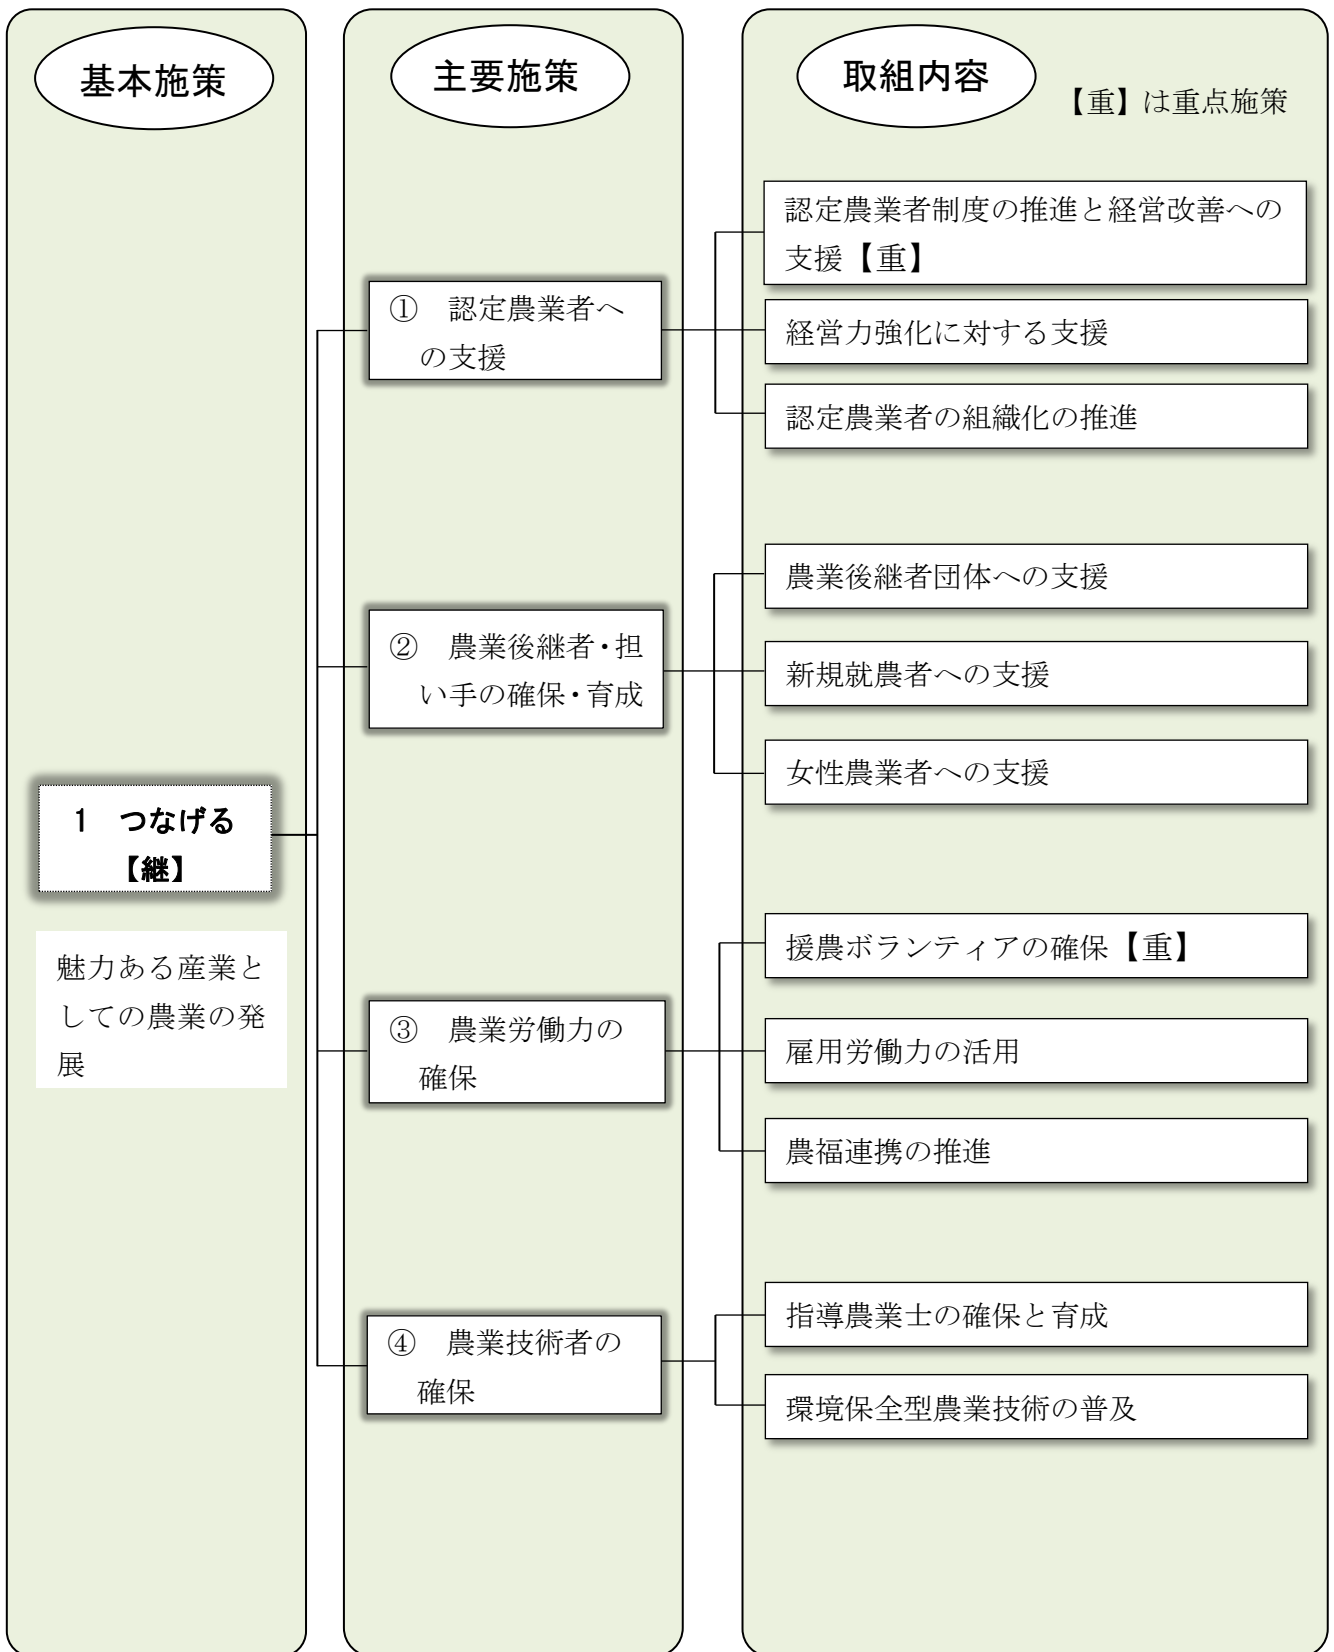 基本施策
主要施策
取組内容
【重】は重点施策
1　つなげる
【継】
魅力ある産業と
しての農業の発
展
①　認定農業者へ
の支援
認定農業者制度の推進と経営改善への
支援【重】
経営力強化に対する支援
認定農業者の組織化の推進
②　農業後継者・担
い手の確保・育成
農業後継者団体への支援
新規就農者への支援
女性農業者への支援
③　農業労働力の
確保
援農ボランティアの確保【重】
雇用労働力の活用
農福連携の推進
④　農業技術者の
確保
指導農業士の確保と育成
環境保全型農業技術の普及